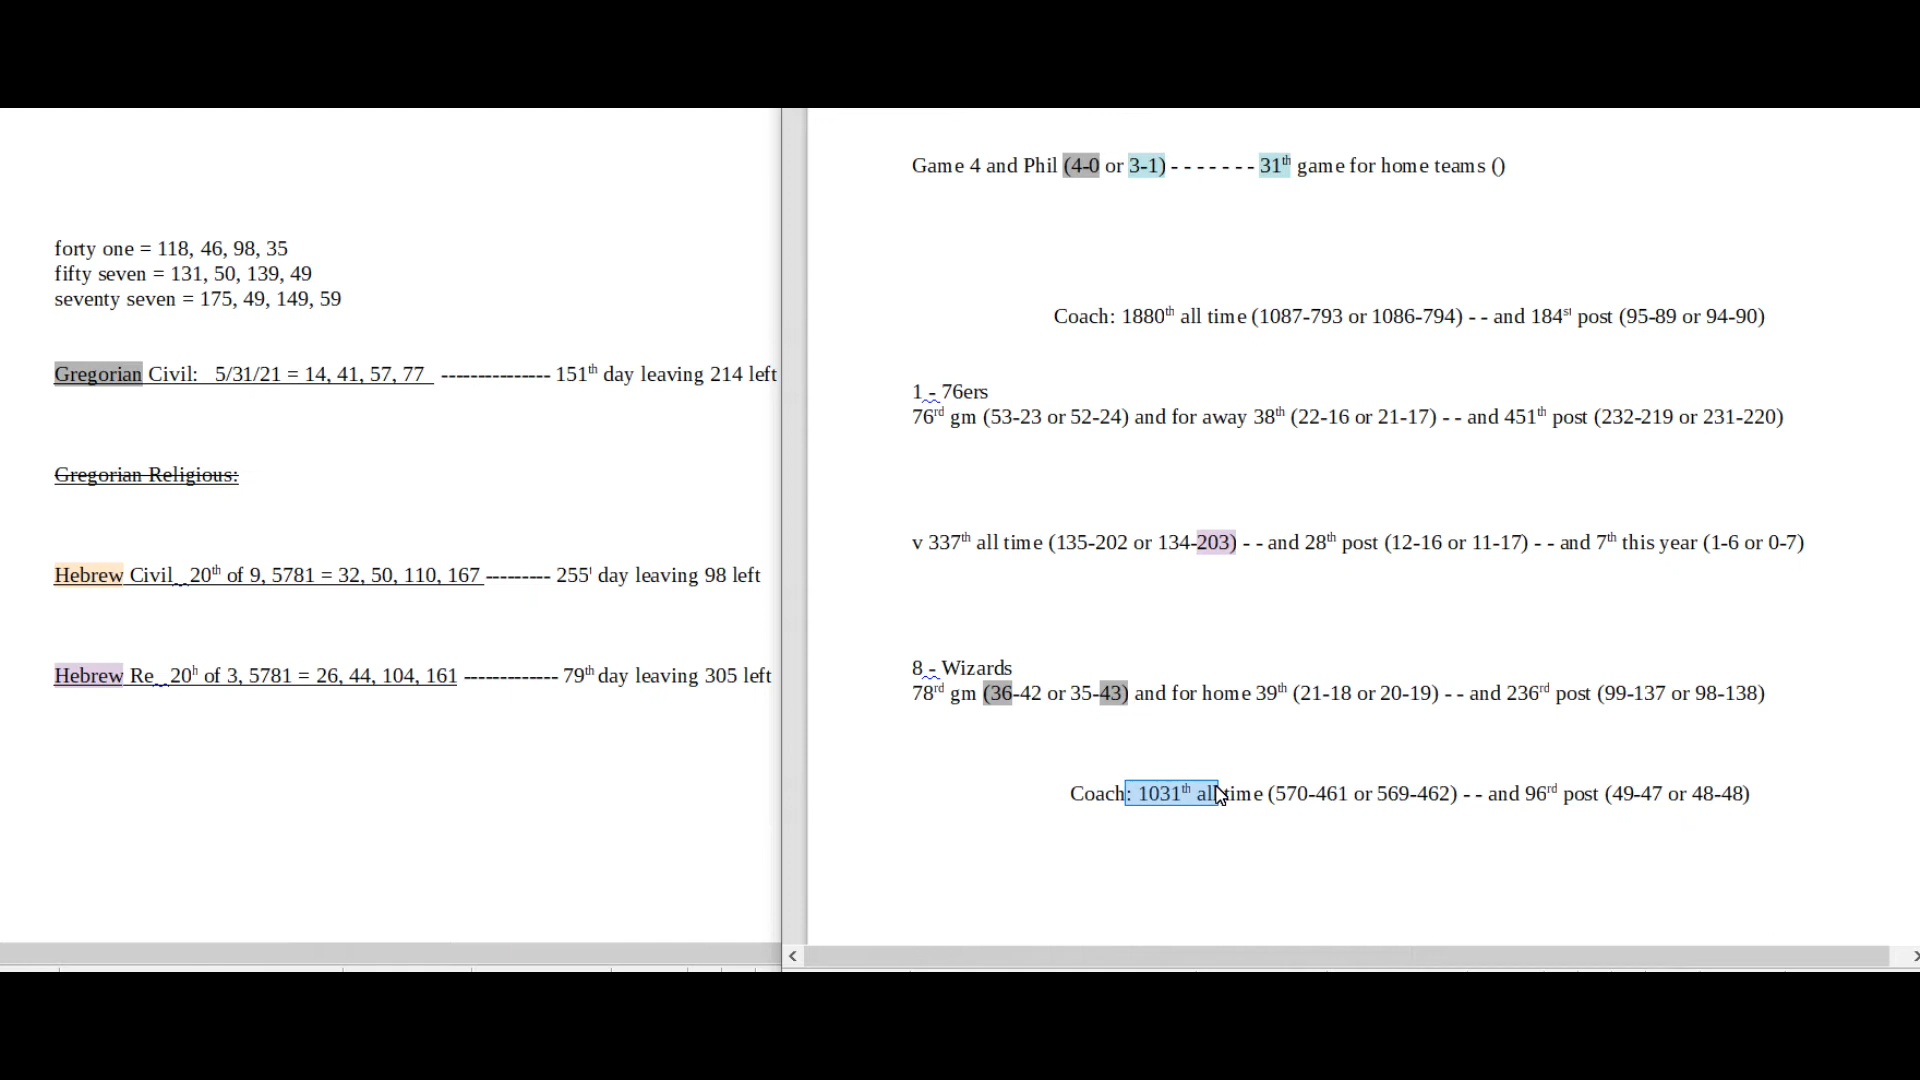 forty one = 118, 46, 98, 35
fifty seven = 131, 50, 139, 49
seventy seven = 175, 49, 149, 59
Gregorian Civil: 5/31/21 = 14, 41, 57, 77 --------------- 151th day leaving 214 left
Gregorian Religious:
Hebrew Civil 20th of 9, 5781 = 32, 50, 110, 167 --------- 255' day leaving 98 left
Hebrew Re 20h of 3, 5781 = 26, 44, 104, 161 ------------- 79th day leaving 305 left
Game 4 and Phil (4-0 or 3-1) - - - - - - - 31th game for home teams ()
Coach: 1880th all time (1087-793 or 1086-794) - - and 184st post (95-89 or 94-90)
1 - 76ers
76rd gm (53-23 or 52-24) and for away 38th (22-16 or 21-17) - - and 451th post (232-219 or 231-220)
v 337th all time (135-202 or 134-203) - - and 28th post (12-16 or 11-17) - - and 7th this year (1-6 or 0-7)
8 - Wizards
78rd gm (36-42 or 35-43) and for home 39th (21-18 or 20-19) - - and 236rd post (99-137 or 98-138)
Coach: 1031th all time (570-461 or 569-462) - - and 96rd post (49-47 or 48-48)